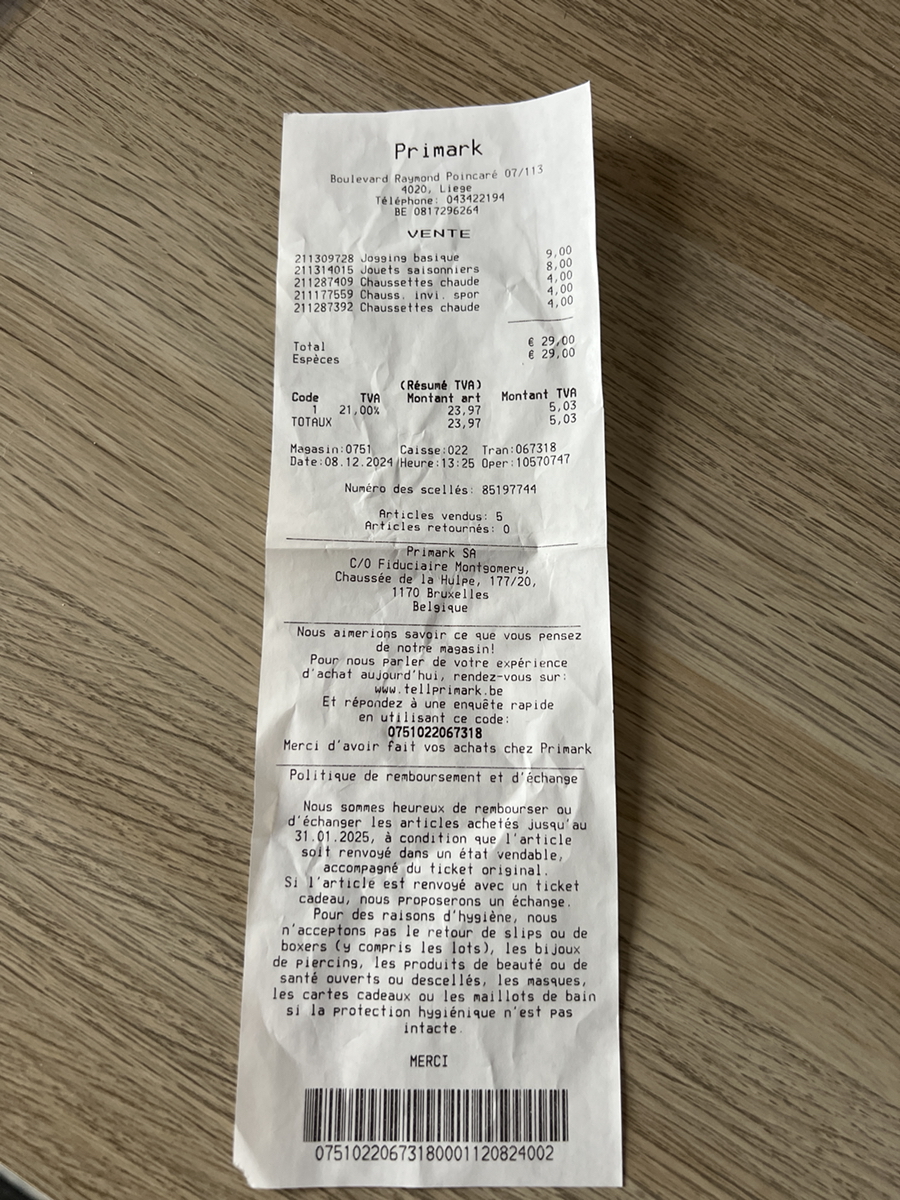 Primark
Boulevard Raymond Poincaré 07/113
4020, Liege
Téléphone: 043422194
BE 0817296264
VENTE
211309728 Jogging basique 9,00
211314015 Jouets saisonniers 8,00
211287409 Chaussettes chaude 4,00
211177559 Chauss. invi. spor 4,00
211287392 Chaussettes chaude 4,00
Total € 29,00
Espèces € 29,00
(Résumé TVA)
Code TVA Montant art Montant TVA
1 21,00% 23,97 5,03
TOTAUX 23,97 5,03
Magasin:0751 Caisse:022 Tran:067318
Date:08.12.2024 Heure:13:25 Oper:10570747
Numéro des scellés: 85197744
Articles vendus: 5
Articles retournés: 0
Primark SA
C/O Fiduciaire Montgomery,
Chaussée de la Hulpe, 177/20,
1170 Bruxelles
Belgique
Nous aimerions savoir ce que vous pensez
de notre magasin!
Pour nous parler de votre expérience
d'achat aujourd'hui, rendez-vous sur:
www.tellprimark.be
Et répondez à une enquête rapide
en utilisant ce code:
0751022067318
Merci d'avoir fait vos achats chez Primark
Politique de remboursement et d'échange
Nous sommes heureux de rembourser ou
d'échanger les articles achetés jusqu'au
31.01.2025, à condition que l'article
soit renvoyé dans un état vendable,
accompagné du ticket original.
Si l'article est renvoyé avec un ticket
cadeau, nous proposerons un échange.
Pour des raisons d'hygiène, nous
n'acceptons pas le retour de slips ou de
boxers (y compris les lots), les bijoux
de piercing, les produits de beauté ou de
santé ouverts ou descellés, les masques,
les cartes cadeaux ou les maillots de bain
si la protection hygiénique n'est pas
intacte.
MERCI
07510220673180001120824002